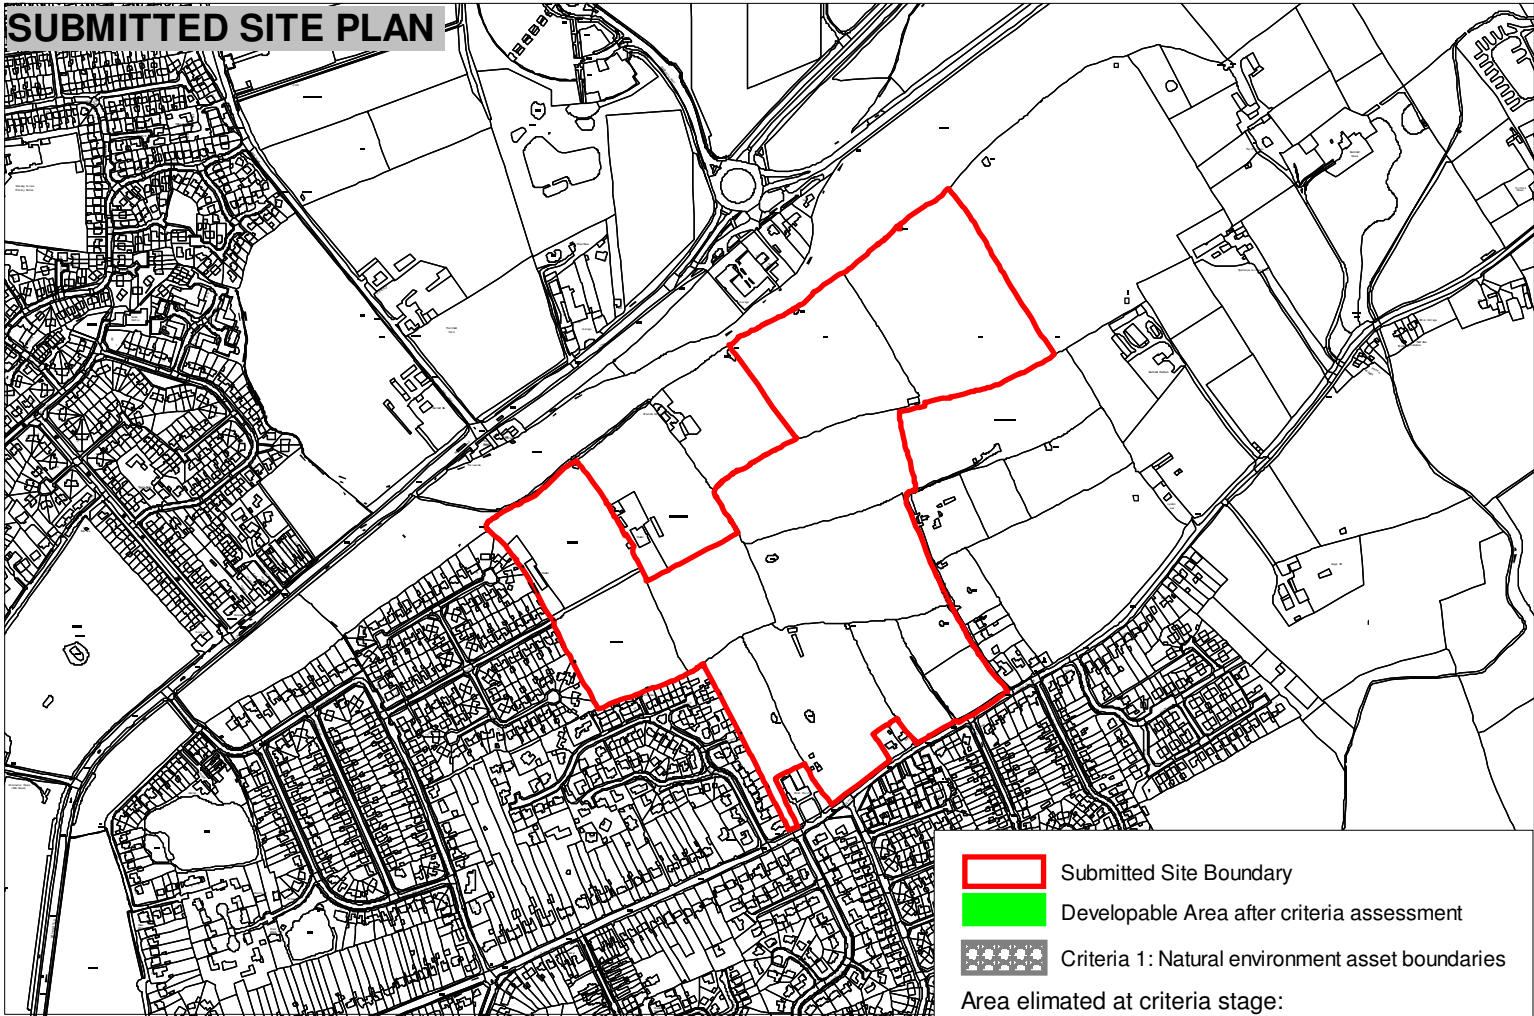 SUBMITTED SITE PLAN
Submitted Site Boundary
Developable Area after criteria assessment
Criteria 1: Natural environment asset boundaries
Area elimated at criteria stage: